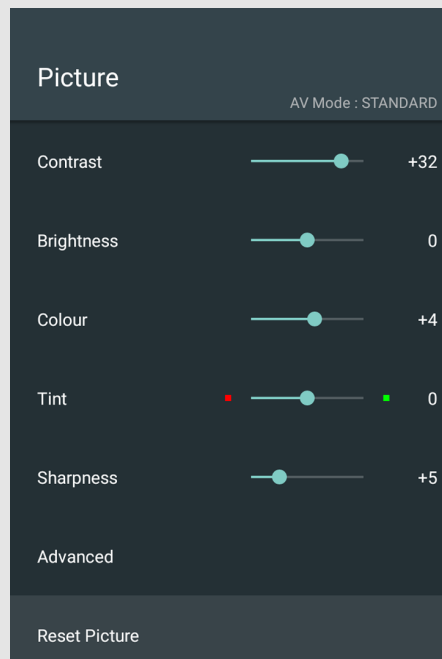 Picture
AV Mode : STANDARD
Contrast +32
Brightness 0
Colour +4
Tint 0
Sharpness +5
Advanced
Reset Picture